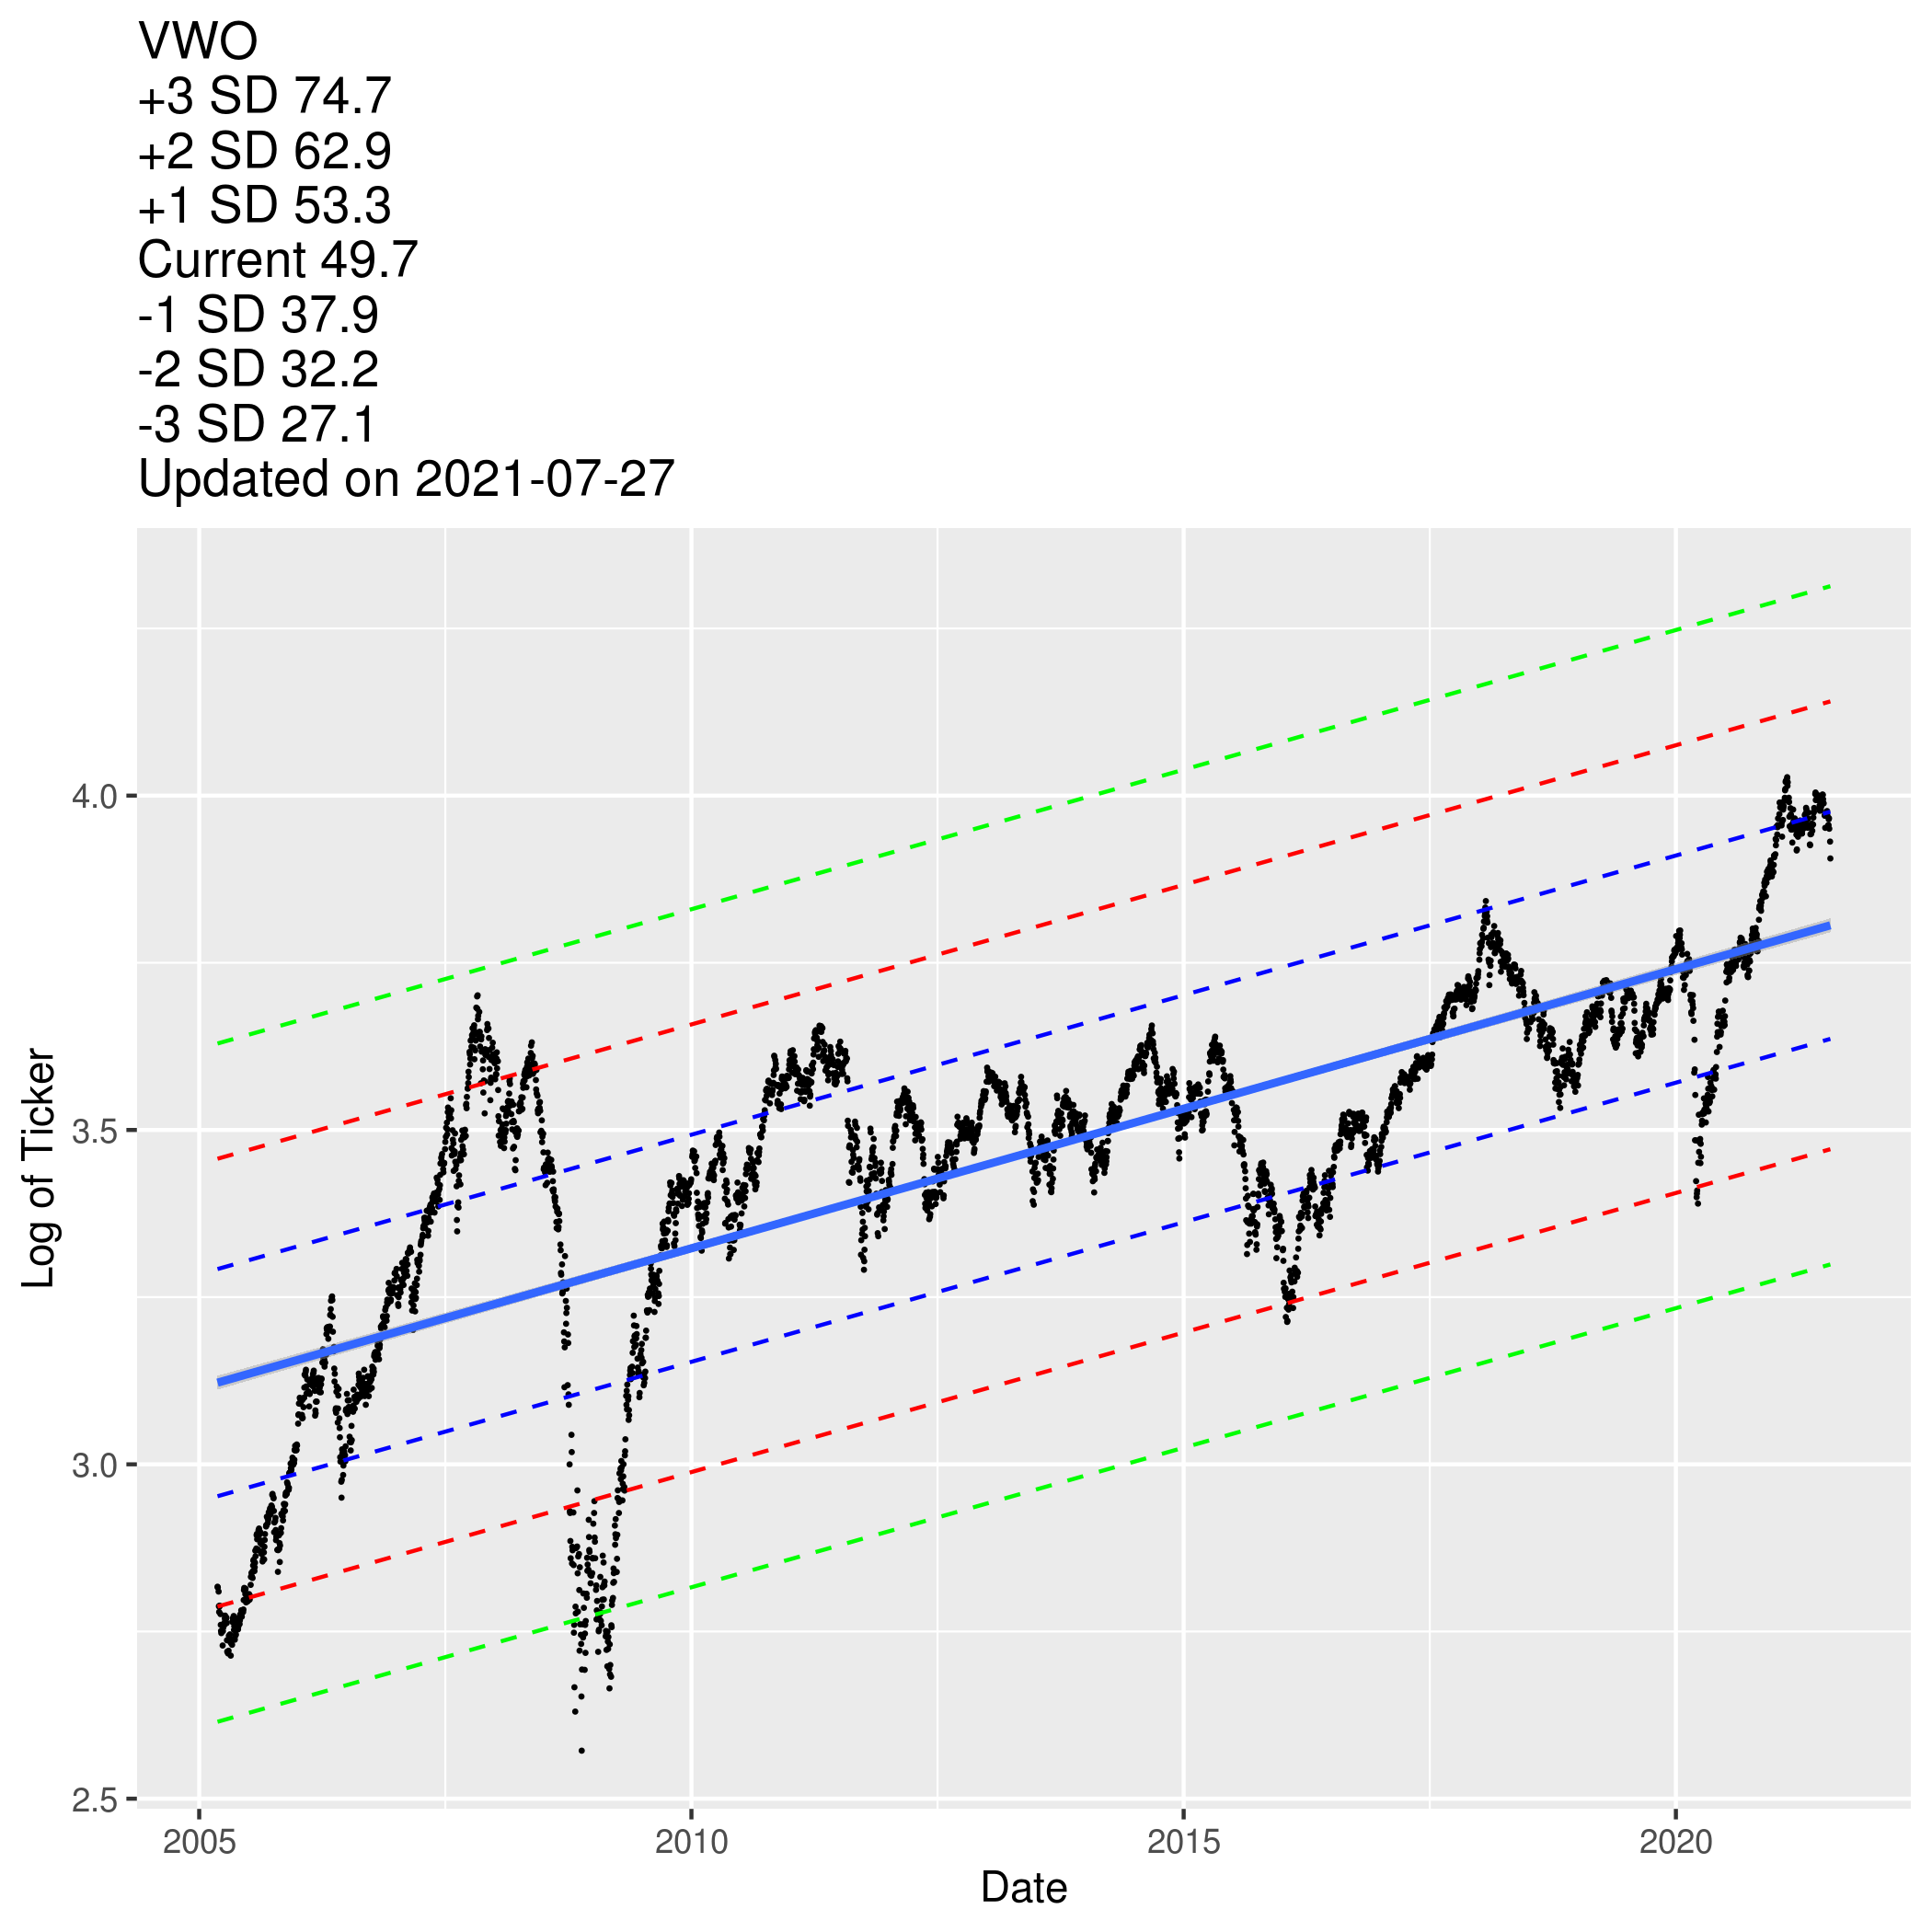 VWO
+3 SD 74.7
+2 SD 62.9
+1 SD 53.3
Current 49.7
-1 SD 37.9
-2 SD 32.2
-3 SD 27.1
Updated on 2021-07-27
4.0
3.5
3.0
2.5
Log of Ticker
2005 2010 2015 2020
Date